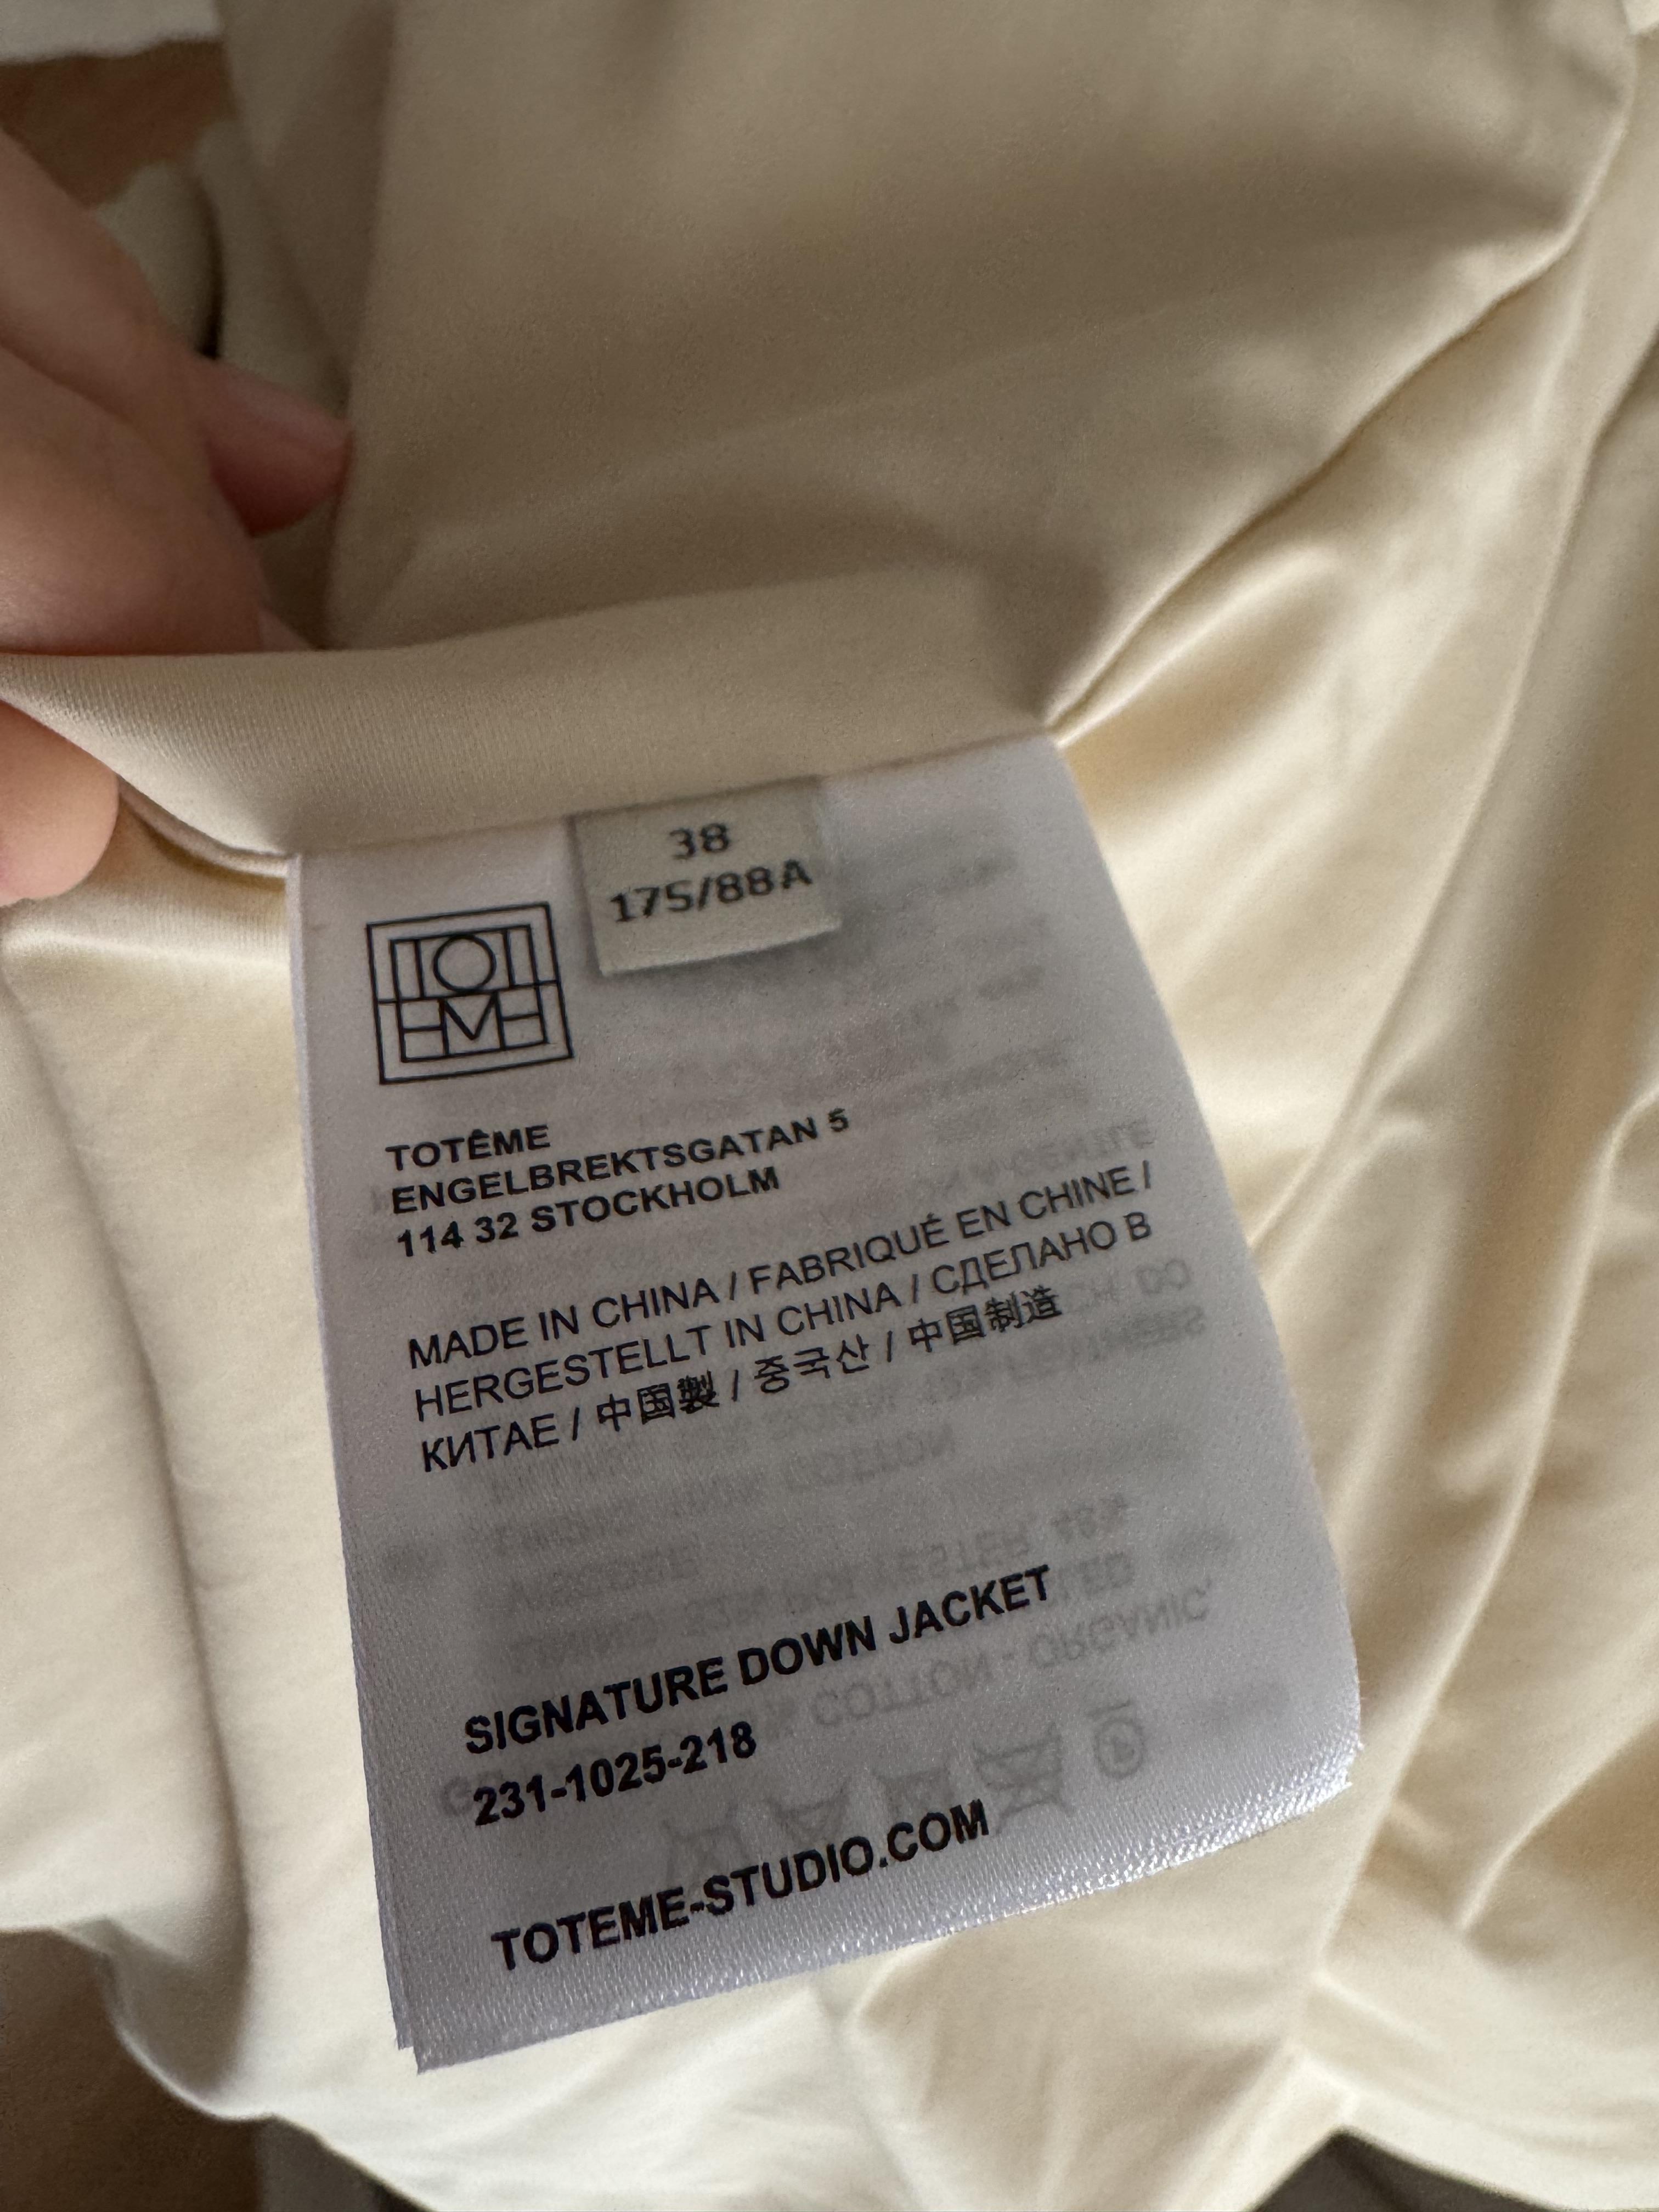 38
175/88A
TOTÊME
ENGELBREKTSGATAN 5
114 32 STOCKHOLM
MADE IN CHINA / FABRIQUÉ EN CHINE /
HERGESTELLT IN CHINA / СДЕЛАНО В
КИТАЕ / 中国製 / 중국산 / 中国制造
SIGNATURE DOWN JACKET
231-1025-218
TOTEME-STUDIO.COM